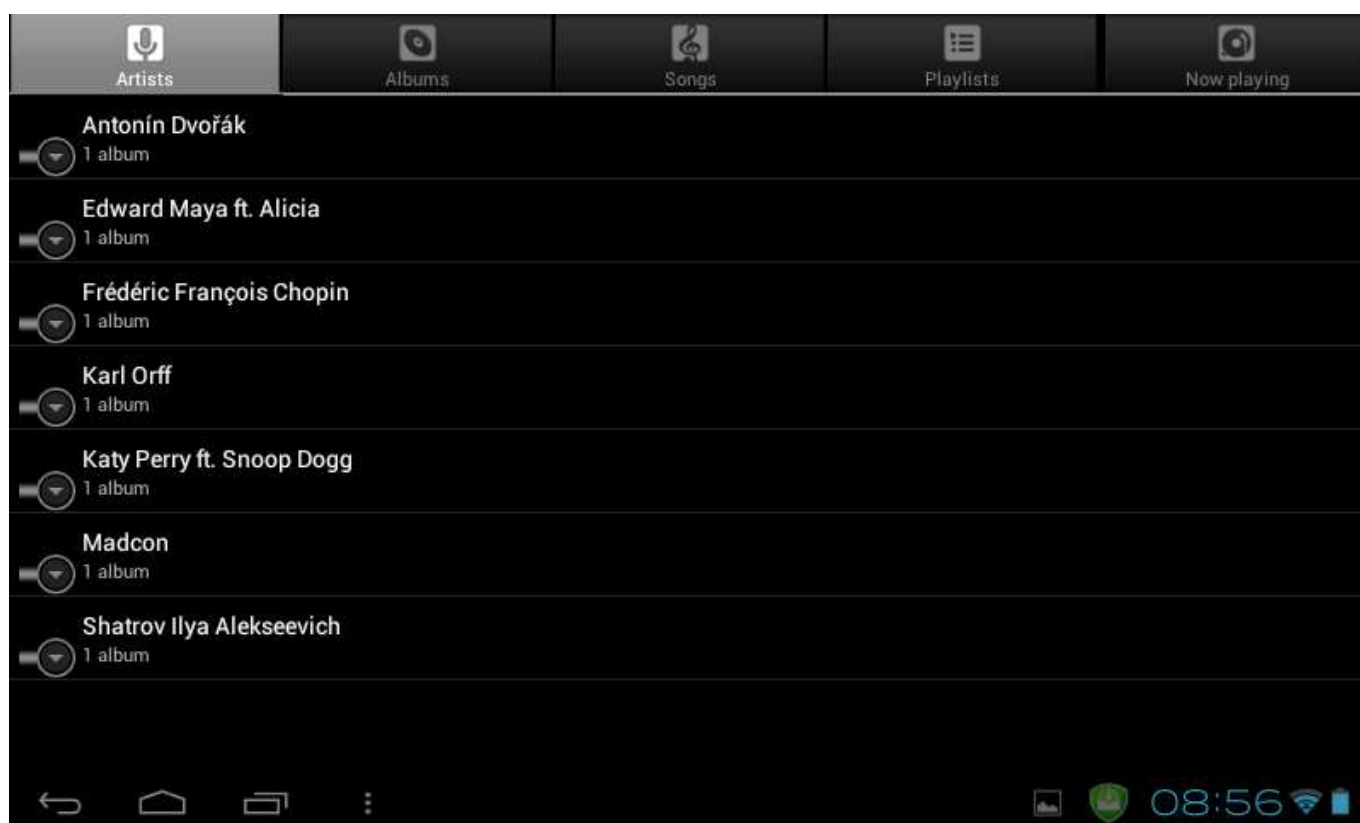 Artists
Albums
Songs
Playlists
Now playing
Antonín Dvořák
1 album
Edward Maya ft. Alicia
1 album
Frédéric François Chopin
1 album
Karl Orff
1 album
Katy Perry ft. Snoop Dogg
1 album
Madcon
1 album
Shatrov Ilya Alekseevich
1 album
08:56